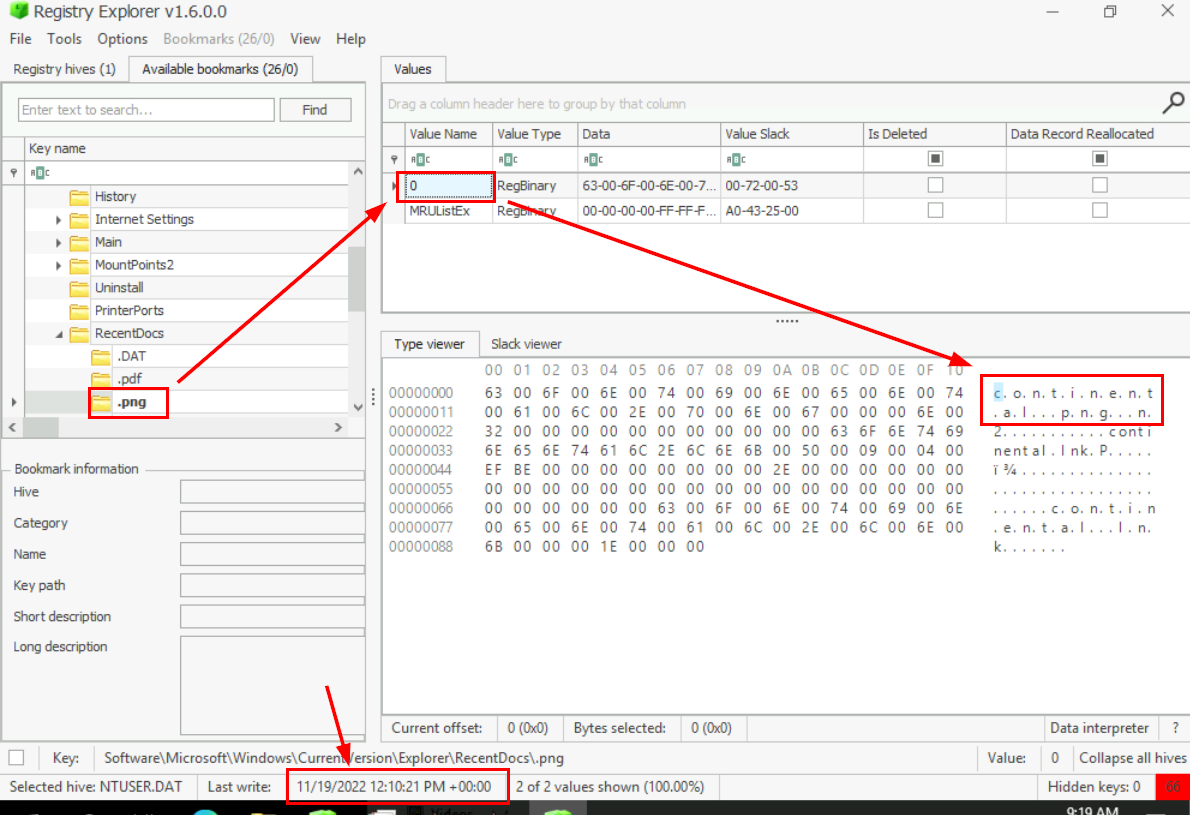 Registry Explorer v1.6.0.0
File Tools Options Bookmarks (26/0) View Help
Registry hives (1) Available bookmarks (26/0)
Enter text to search... Find
Key name
History
Internet Settings
Main
MountPoints2
Uninstall
PrinterPorts
RecentDocs
.DAT
.pdf
.png
Bookmark information
Hive
Category
Name
Key path
Short description
Long description
Values
Drag a column header here to group by that column
Value Name Value Type Data Value Slack Is Deleted Data Record Reallocated
0 RegBinary 63-00-6F-00-6E-00-7... 00-72-00-53
MRUListEx RegBinary 00-00-00-00-FF-FF-F... A0-43-25-00
Type viewer Slack viewer
00 01 02 03 04 05 06 07 08 09 0A 0B 0C 0D 0E 0F 10
00000000 63 00 6F 00 6E 00 74 00 69 00 6E 00 65 00 6E 00 74 c.o.n.t.i.n.e.n.t
00000011 00 61 00 6C 00 2E 00 70 00 6E 00 67 00 00 00 6E 00 .a.l...p.n.g...n.
00000022 32 00 00 00 00 00 00 00 00 00 00 00 63 6F 6E 74 69 2...........conti
00000033 6E 65 6E 74 61 6C 2E 6C 6E 6B 00 50 00 09 00 04 00 nental.lnk.P.....
00000044 EF BE 00 00 00 00 00 00 00 00 2E 00 00 00 00 00 00 ï¾...............
00000055 00 00 00 00 00 00 00 00 00 00 00 00 00 00 00 00 00 .................
00000066 00 00 00 00 00 00 63 00 6F 00 6E 00 74 00 69 00 6E ......c.o.n.t.i.n
00000077 00 65 00 6E 00 74 00 61 00 6C 00 2E 00 6C 00 6E 00 .e.n.t.a.l...l.n.
00000088 6B 00 00 00 1E 00 00 00 k.......
Current offset: 0 (0x0) Bytes selected: 0 (0x0) Data interpreter ?
Key: Software\Microsoft\Windows\CurrentVersion\Explorer\RecentDocs\.png Value: 0 Collapse all hives
Selected hive: NTUSER.DAT Last write: 11/19/2022 12:10:21 PM +00:00 2 of 2 values shown (100.00%) Hidden keys: 0 66
9:19 AM